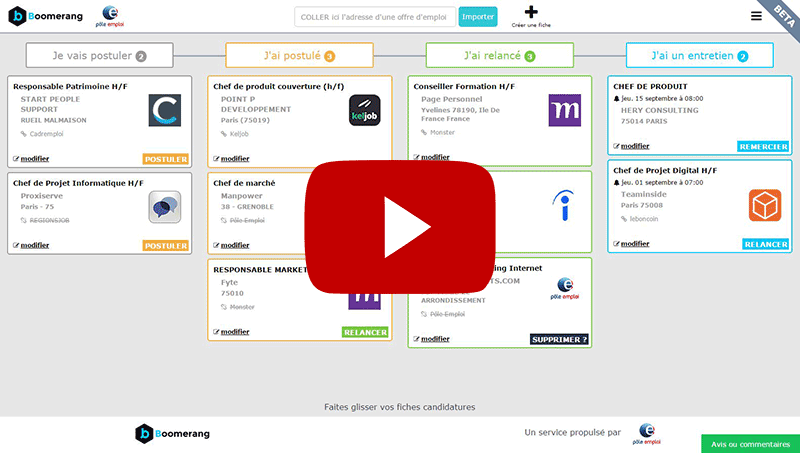 Boomerang
pôle emploi
COLLER ici l'adresse d'une offre d'emploi
Importer
Créer une fiche
BETA
Je vais postuler 2
J'ai postulé 3
J'ai relancé 3
J'ai un entretien 2
Responsable Patrimoine H/F
START PEOPLE
SUPPORT
RUEIL MALMAISON
Cadremploi
modifier
POSTULER
Chef de Projet Informatique H/F
Proxiserve
Paris - 75
REGIONSJOB
modifier
POSTULER
Chef de produit couverture (h/f)
POINT P
DEVELOPPEMENT
Paris (75019)
Keljob
keljob
modifier
Chef de marché
Manpower
38 - GRENOBLE
Pôle Emploi
modifier
RESPONSABLE MARKET
Fyte
75010
Monster
modifier
RELANCER
Conseiller Formation H/F
Page Personnel
Yvelines 78190, Ile De
France France
Monster
modifier
ing Internet
TS.COM
ARRONDISSEMENT
Pôle Emploi
pôle emploi
modifier
SUPPRIMER ?
CHEF DE PRODUIT
jeu. 15 septembre à 08:00
HERY CONSULTING
75014 PARIS
modifier
REMERCIER
Chef de Projet Digital H/F
jeu. 01 septembre à 07:00
Teaminside
Paris 75008
leboncoin
modifier
RELANCER
Faites glisser vos fiches candidatures
Boomerang
Un service propulsé par
pôle emploi
Avis ou commentaires